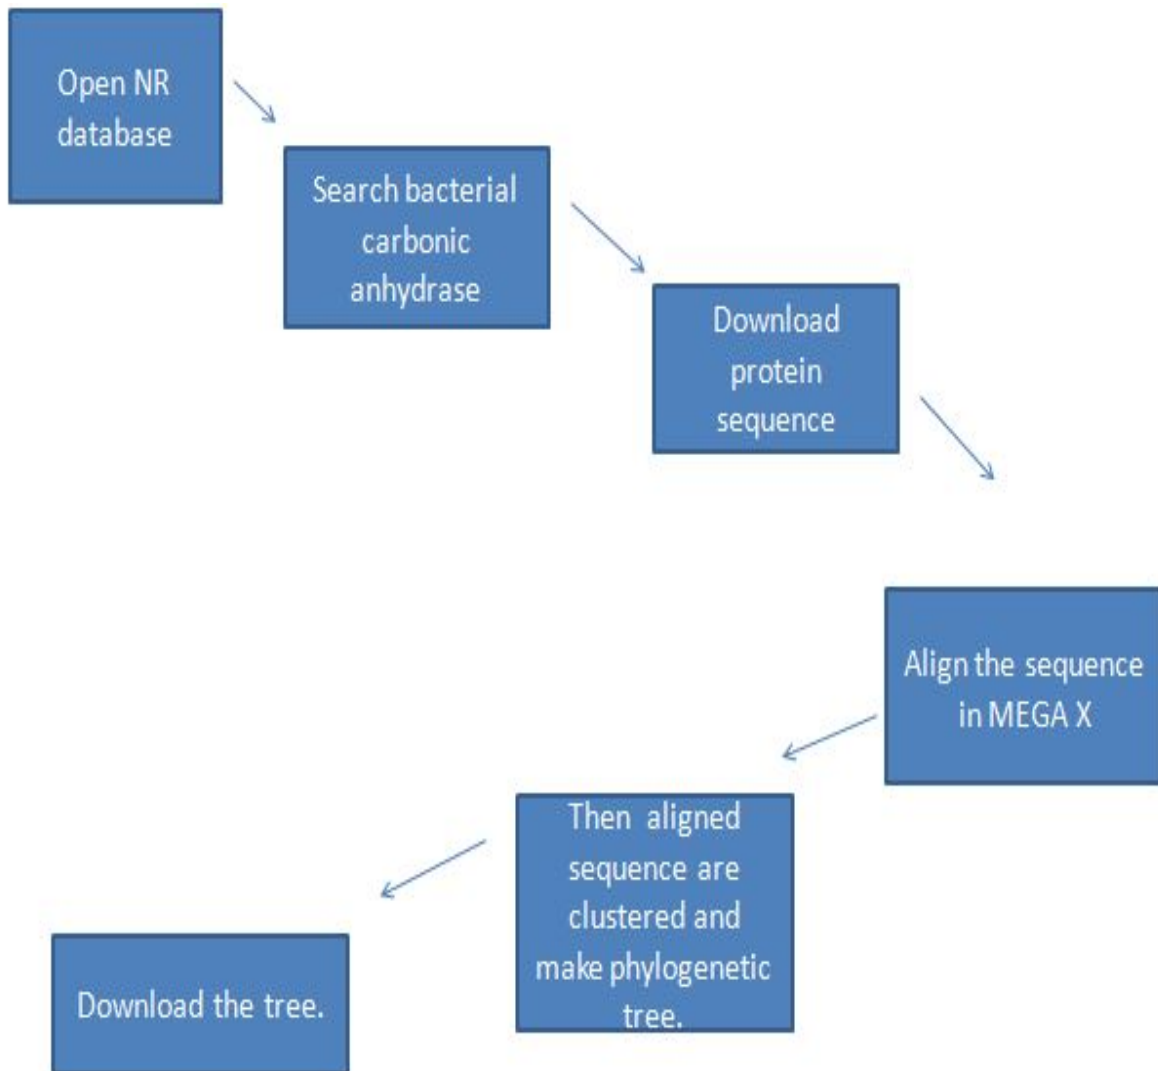 Open NR
database
Search bacterial
carbonic
anhydrase
Download
protein
sequence
Align the sequence
in MEGA X
Then aligned
sequence are
clustered and
make phylogenetic
tree.
Download the tree.